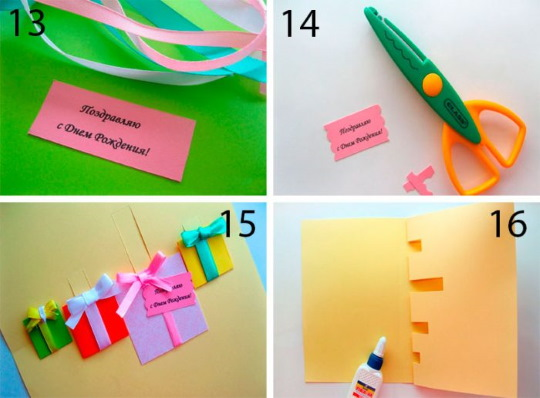 13
Поздравляю
с Днем Рождения!
14
Поздравляю
с Днем Рождения!
15
Поздравляю
с Днем Рождения!
16